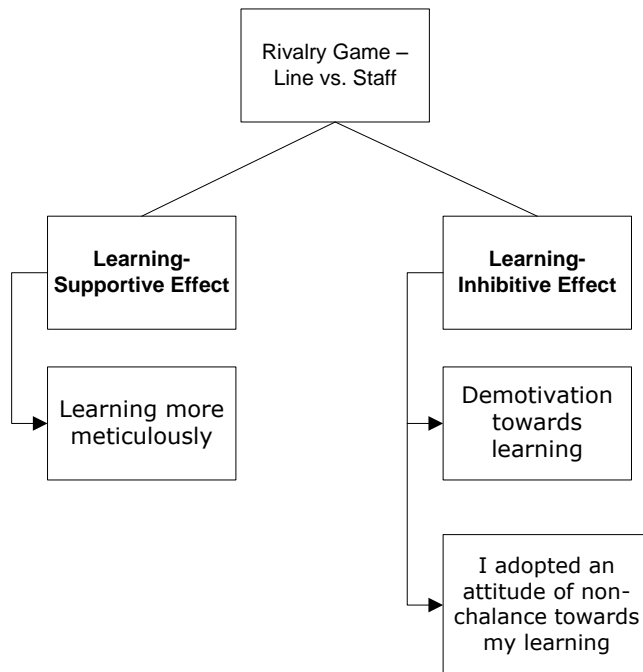 Rivalry Game –
Line vs. Staff
Learning-
Supportive Effect
Learning-
Inhibitive Effect
Learning more
meticulously
Demotivation
towards
learning
I adopted an
attitude of non-
chalance towards
my learning